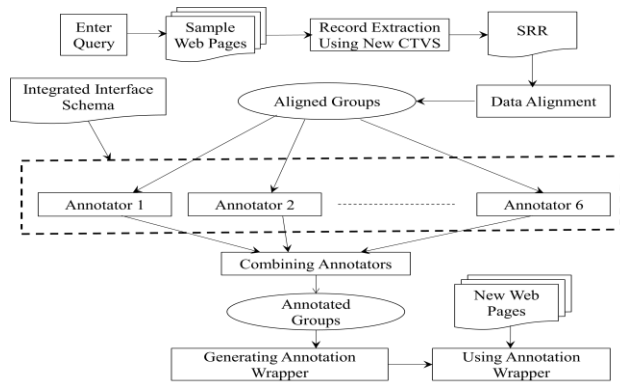 Enter
Query
Sample
Web Pages
Record Extraction
Using New CTVS
SRR
Integrated Interface
Schema
Aligned Groups
Data Alignment
Annotator 1
Annotator 2
Annotator 6
Combining Annotators
Annotated
Groups
New Web
Pages
Generating Annotation
Wrapper
Using Annotation
Wrapper